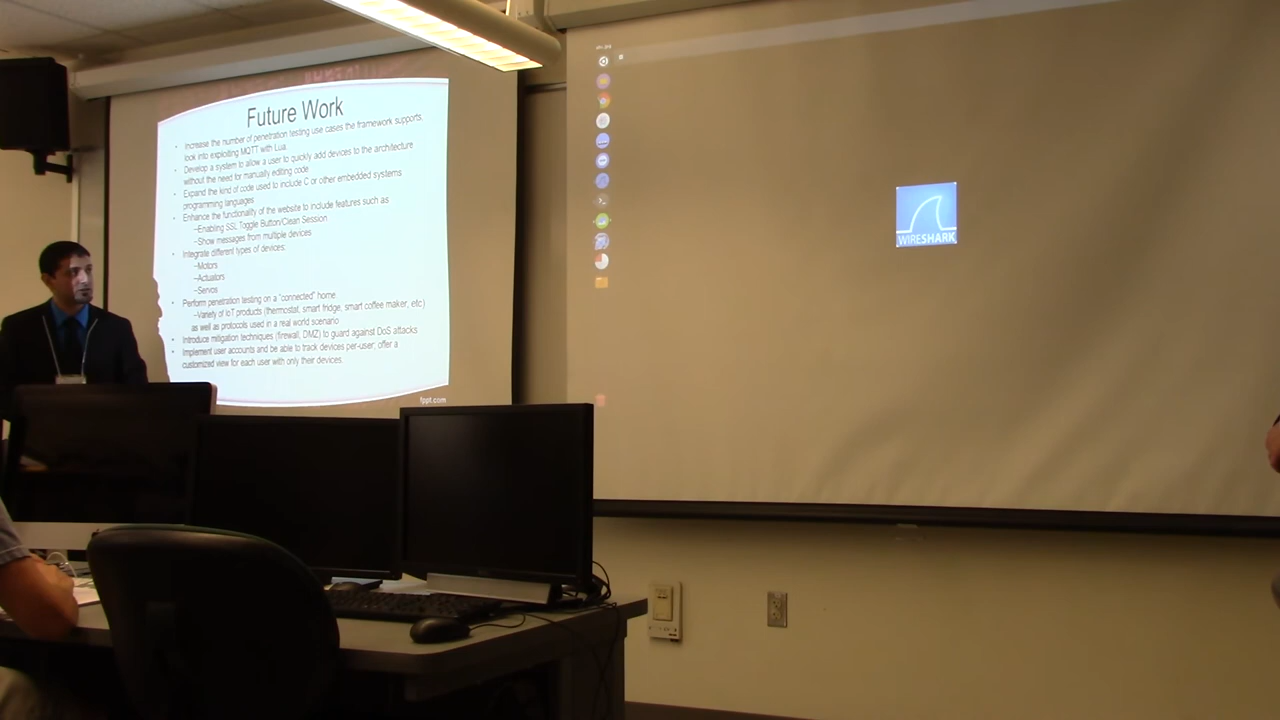 Future Work
• Increase the number of penetration testing use cases the framework supports,
look into exploiting MQTT with Lua
• Develop a system to allow a user to quickly add devices to the architecture
without the need for manually editing code
• Expand the kind of code used to include C or other embedded systems
programming languages
• Enhance the functionality of the website to include features such as
–Enabling SSL Toggle Button/Clean Session
–Show messages from multiple devices
• Integrate different types of devices:
–Motors
–Actuators
–Servos
• Perform penetration testing on a "connected" home
–Variety of IoT products (thermostat, smart fridge, smart coffee maker, etc)
as well as protocols used in a real world scenario
• Introduce mitigation techniques (firewall, DMZ) to guard against DoS attacks
• Implement user accounts and be able to track devices per-user; offer a
customized view for each user with only their devices.
fppt.com
WIRESHARK